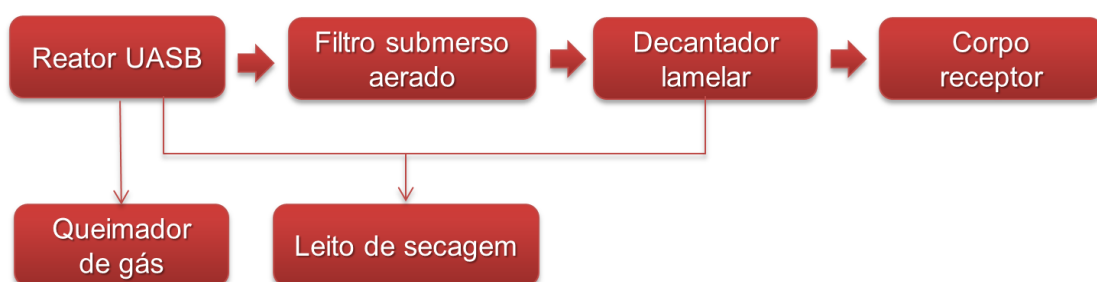 Reator UASB
Filtro submerso
aerado
Decantador
lamelar
Corpo
receptor
Queimador
de gás
Leito de secagem